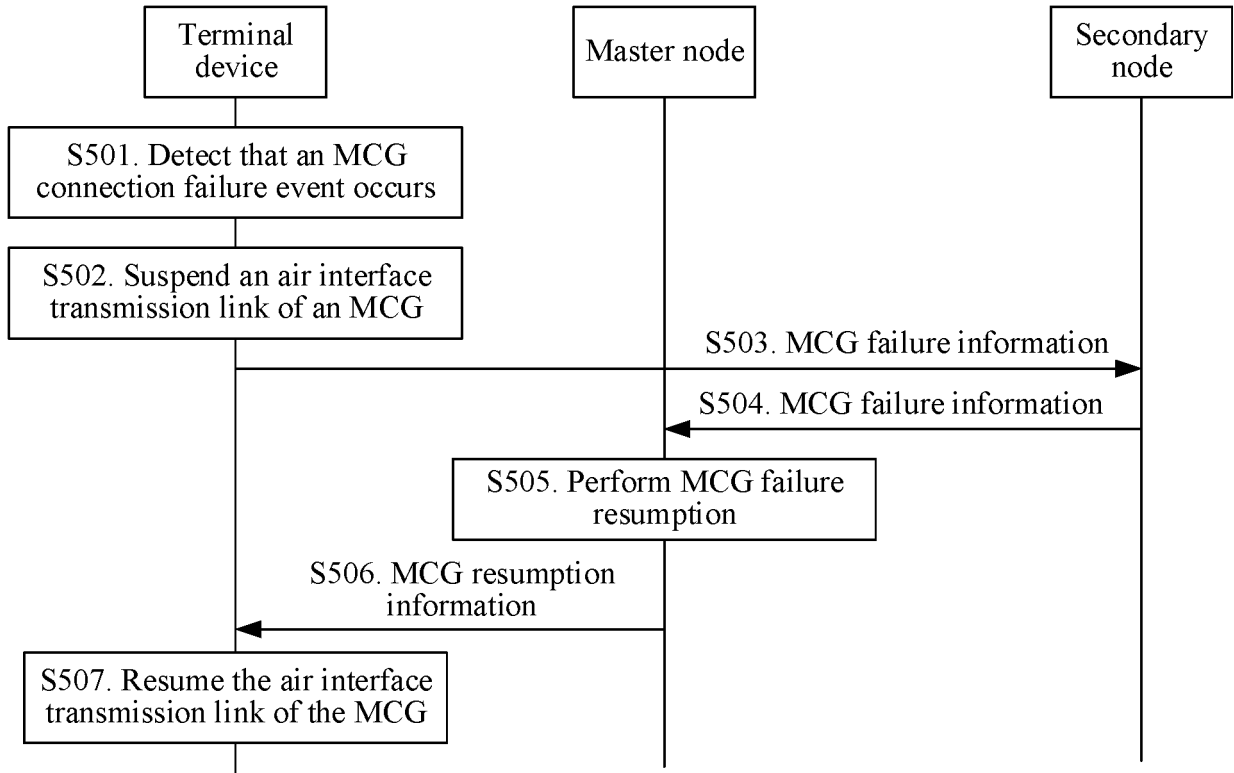 Terminal
device
Master node
Secondary
node
S501. Detect that an MCG
connection failure event occurs
S502. Suspend an air interface
transmission link of an MCG
S503. MCG failure information
S504. MCG failure information
S505. Perform MCG failure
resumption
S506. MCG resumption
information
S507. Resume the air interface
transmission link of the MCG